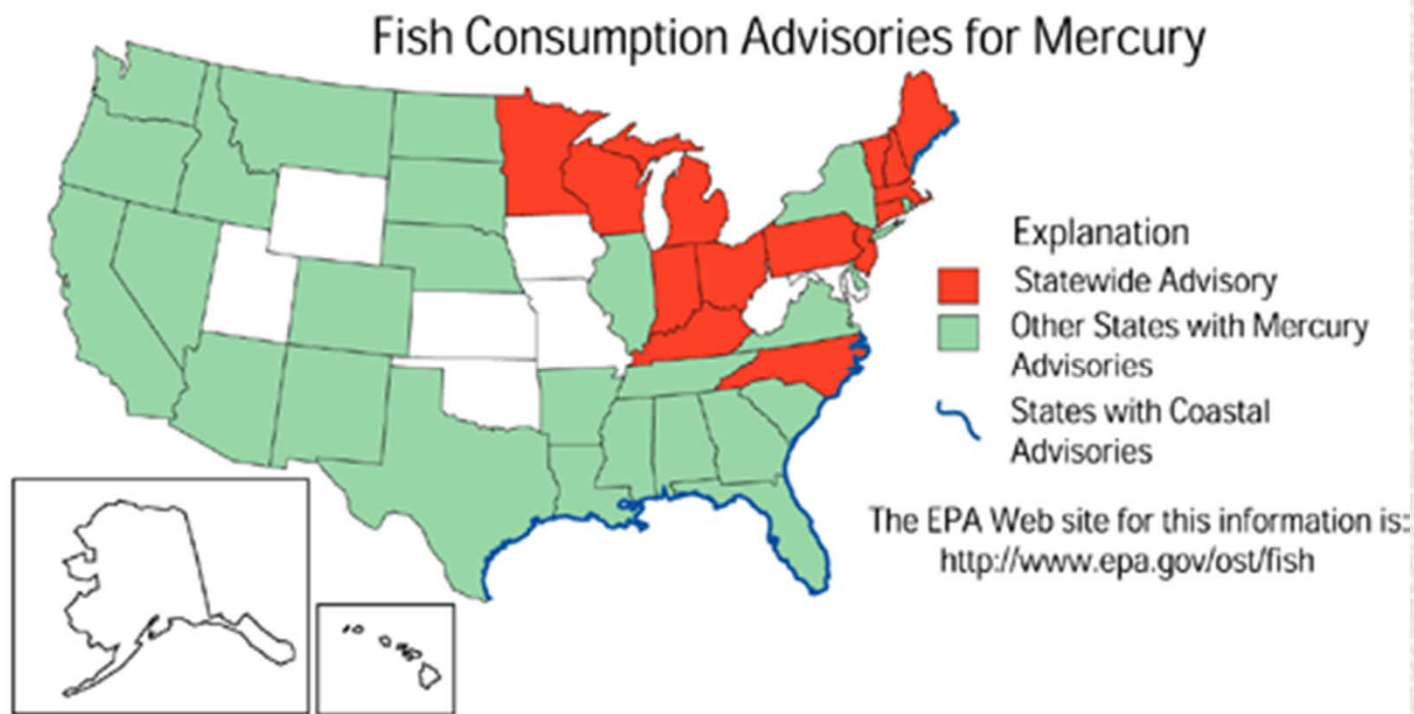 Fish Consumption Advisories for Mercury
Explanation
Statewide Advisory
Other States with Mercury
Advisories
States with Coastal
Advisories
The EPA Web site for this information is:
http://www.epa.gov/ost/fish